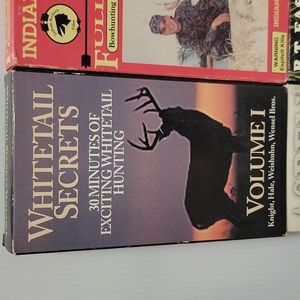 INDIAN
FULL
Bowhunting
INDIAN
WARNING
Explicit Kills
WHITETAIL
SECRETS
30 MINUTES OF
EXCITING WHITETAIL
HUNTING
VOLUME I
Knight, Hale, Weishuhn, Wensel Bros.